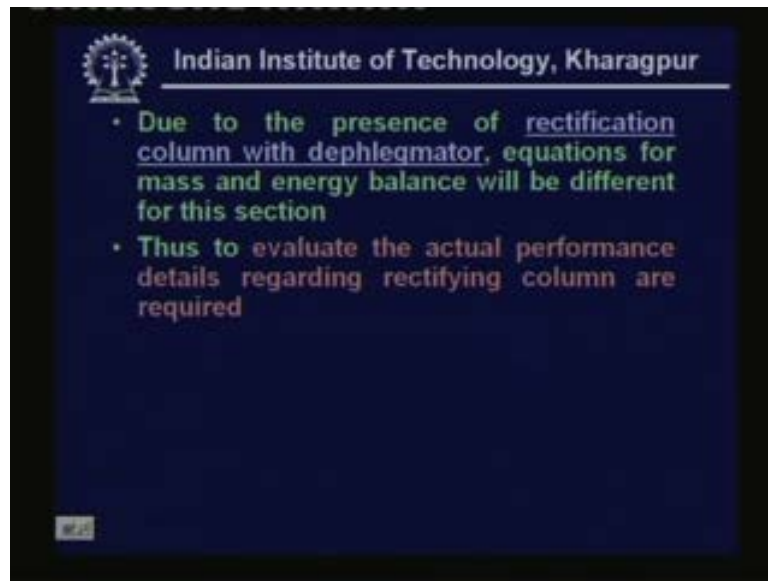 Indian Institute of Technology, Kharagpur
• Due to the presence of rectification
column with dephlegmator, equations for
mass and energy balance will be different
for this section
• Thus to evaluate the actual performance
details regarding rectifying column are
required